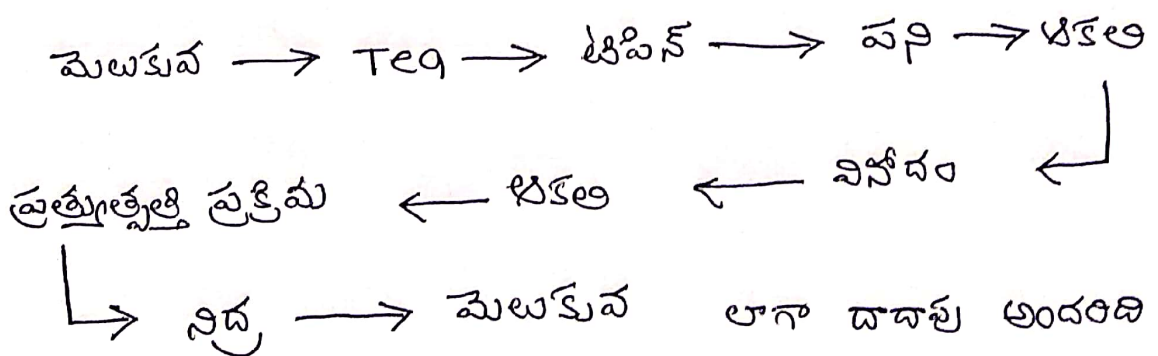 మెలుకువ → Tea → టిపిన్ → పని → ఆకలి
ప్రత్యుత్పత్తి ప్రక్రియ ← ఆకలి ← వినోదం
నిద్ర → మెలుకువ లాగా దాదాపు అందరిది